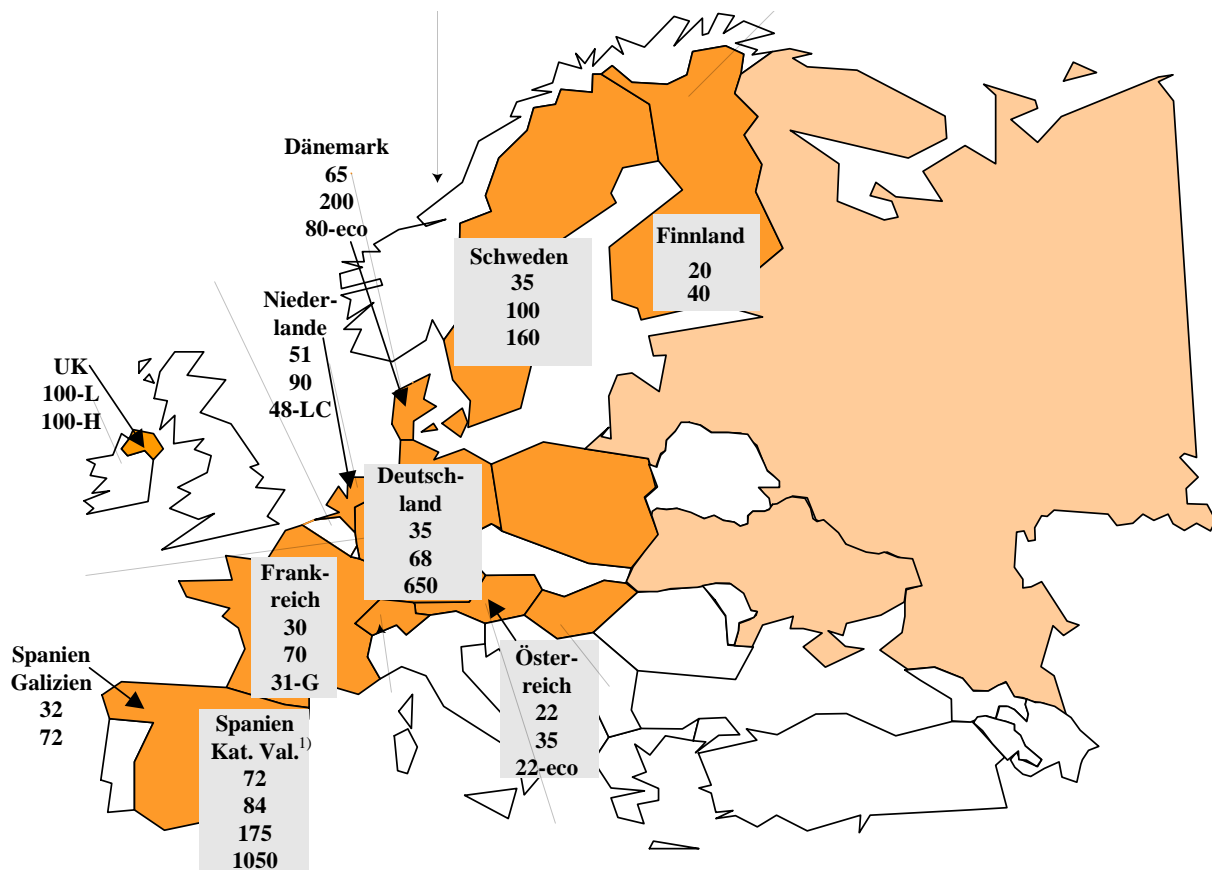 Dänemark
65
200
80-eco
Schweden
35
100
160
Finnland
20
40
Nieder-
lande
51
90
48-LC
UK
100-L
100-H
Deutsch-
land
35
68
650
Frank-
reich
30
70
31-G
Spanien
Galizien
32
72
Spanien
Kat. Val.1)
72
84
175
1050
Öster-
reich
22
35
22-eco